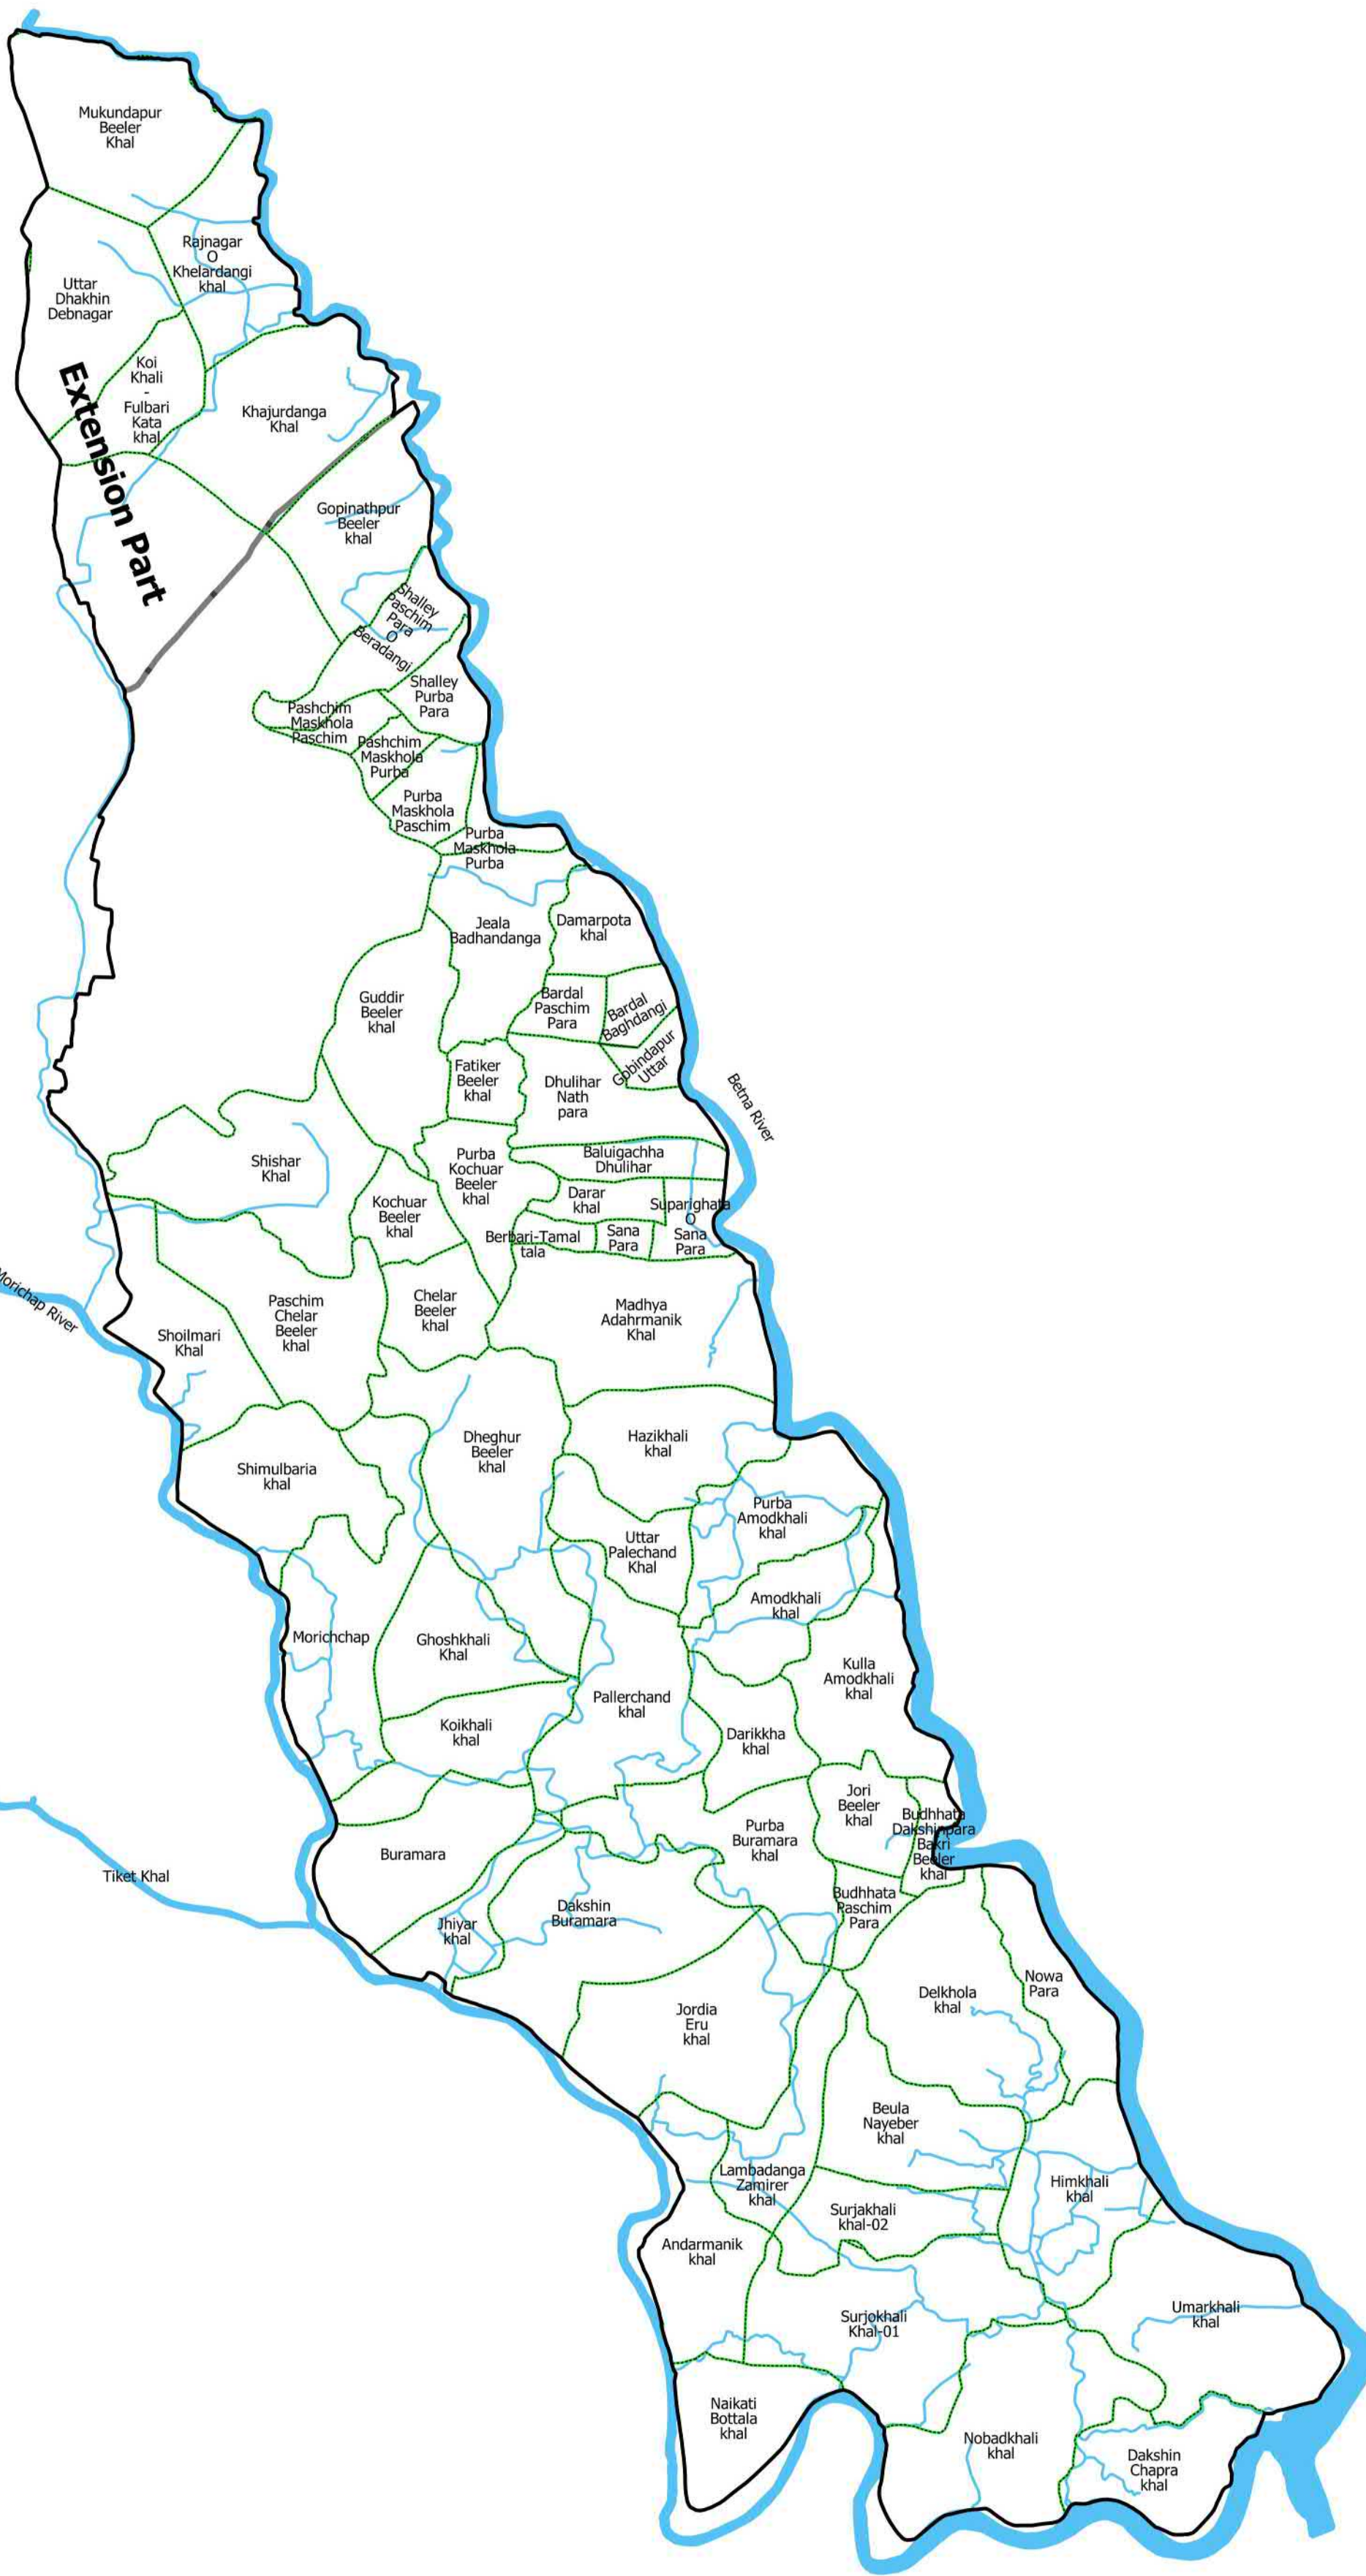 Mukundapur
Beeler
Khal
Rajnagar
O
Khelardangi
khal
Uttar
Dhakhin
Debnagar
Koi
Khali
-
Fulbari
Kata
khal
Extension Part
Khajurdanga
Khal
Gopinathpur
Beeler
khal
Shalley
Paschim
Para
O
Beradangi
Shalley
Purba
Para
Pashchim
Maskhola
Paschim
Pashchim
Maskhola
Purba
Purba
Maskhola
Paschim
Purba
Maskhola
Purba
Jeala
Badhandanga
Damarpota
khal
Guddir
Beeler
khal
Bardal
Paschim
Para
Bardal
Baghdangi
Gobindapur
Uttar
Fatiker
Beeler
khal
Dhulihar
Nath
para
Betna River
Shishar
Khal
Purba
Kochuar
Beeler
khal
Baluigachha
Dhulihar
Kochuar
Beeler
khal
Darar
khal
Suparighata
O
Sana
Para
Berbari-Tamal
tala
Sana
Para
Morichap River
Shoilmari
Khal
Paschim
Chelar
Beeler
khal
Chelar
Beeler
khal
Madhya
Adahrmanik
Khal
Dheghur
Beeler
khal
Hazikhali
khal
Shimulbaria
khal
Purba
Amodkhali
khal
Uttar
Palechand
Khal
Amodkhali
khal
Morichchap
Ghoshkhali
Khal
Kulla
Amodkhali
khal
Pallerchand
khal
Koikhali
khal
Darikkha
khal
Jori
Beeler
khal
Budhhata
Dakshinpara
Bakri
Beeler
khal
Purba
Buramara
khal
Buramara
Tiket Khal
Jhiyar
khal
Dakshin
Buramara
Budhhata
Paschim
Para
Delkhola
khal
Nowa
Para
Jordia
Eru
khal
Beula
Nayeber
khal
Lambadanga
Zamirer
khal
Himkhali
khal
Surjakhali
khal-02
Andarmanik
khal
Surjokhali
Khal-01
Umarkhali
khal
Naikati
Bottala
khal
Nobadkhali
khal
Dakshin
Chapra
khal